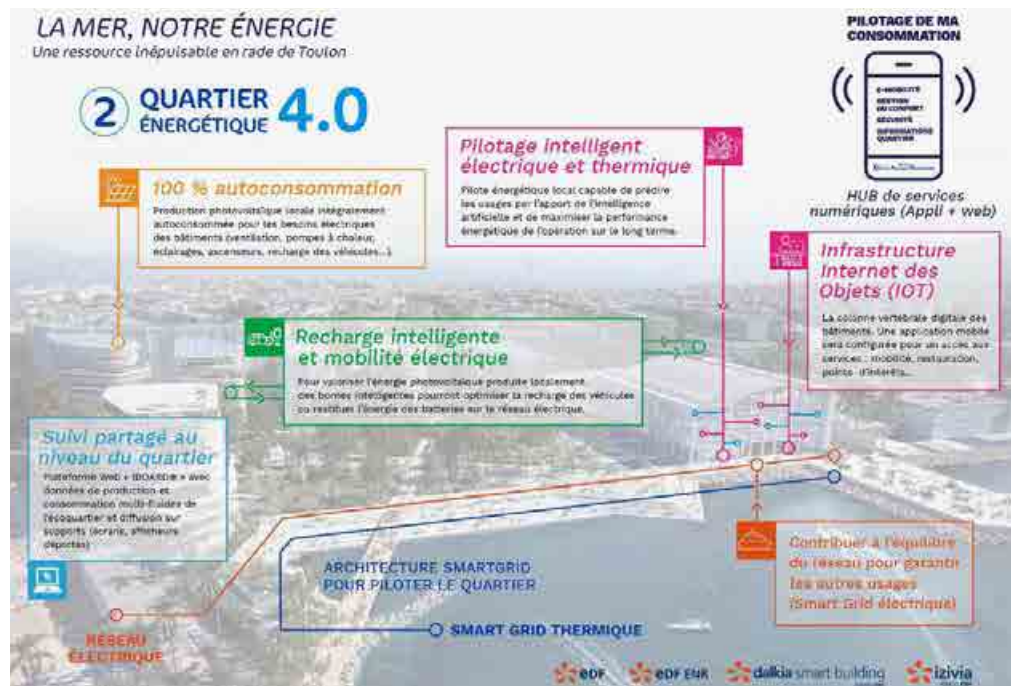 LA MER, NOTRE ÉNERGIE
Une ressource inépuisable en rade de Toulon
2 QUARTIER
ÉNERGÉTIQUE 4.0
PILOTAGE DE MA
CONSOMMATION
E-MOBILITÉ
GESTION
DU CONFORT
SÉCURITÉ
INFORMATIONS
QUARTIER
HUB de services
numériques (Appli + web)
100 % autoconsommation
Production photovoltaïque locale intégralement
autoconsommée pour les besoins électriques
des bâtiments (ventilation, pompes à chaleur,
éclairages, ascenseurs, recharge des véhicules...)
Pilotage intelligent
électrique et thermique
Pilote énergétique local capable de prédire
les usages par l'apport de l'intelligence
artificielle et de maximiser la performance
énergétique de l'opération sur le long terme.
Infrastructure
Internet des
Objets (IOT)
La colonne vertébrale digitale des
bâtiments. Une application mobile
sera configurée pour un accès aux
services : mobilité, restauration,
points d'intérêts...
Recharge intelligente
et mobilité électrique
Pour valoriser l'énergie photovoltaïque produite localement
des bornes intelligentes pourront optimiser la recharge des véhicules
ou restituer l'énergie des batteries sur le réseau électrique.
Suivi partagé au
niveau du quartier
Plateforme Web « IBOARD® » avec
données de production et
consommation multi-fluides de
l'écoquartier et diffusion sur
supports (écrans, afficheurs
déportés)
ARCHITECTURE SMARTGRID
POUR PILOTER LE QUARTIER
Contribuer à l'équilibre
du réseau pour garantir
les autres usages
(Smart Grid électrique)
SMART GRID THERMIQUE
RÉSEAU
ÉLECTRIQUE
eDF
eDF ENR
dalkia smart building
izivia